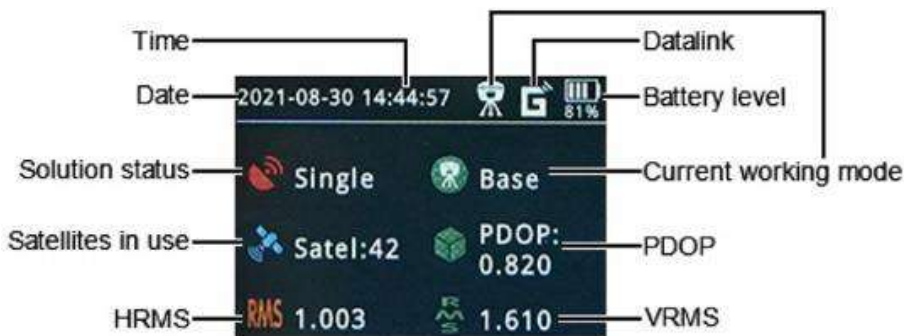 Time
Datalink
Date
2021-08-30 14:44:57
G
81%
Battery level
Solution status
Single
Base
Current working mode
Satellites in use
Satel:42
PDOP:
0.820
PDOP
HRMS
RMS 1.003
RMS 1.610
VRMS